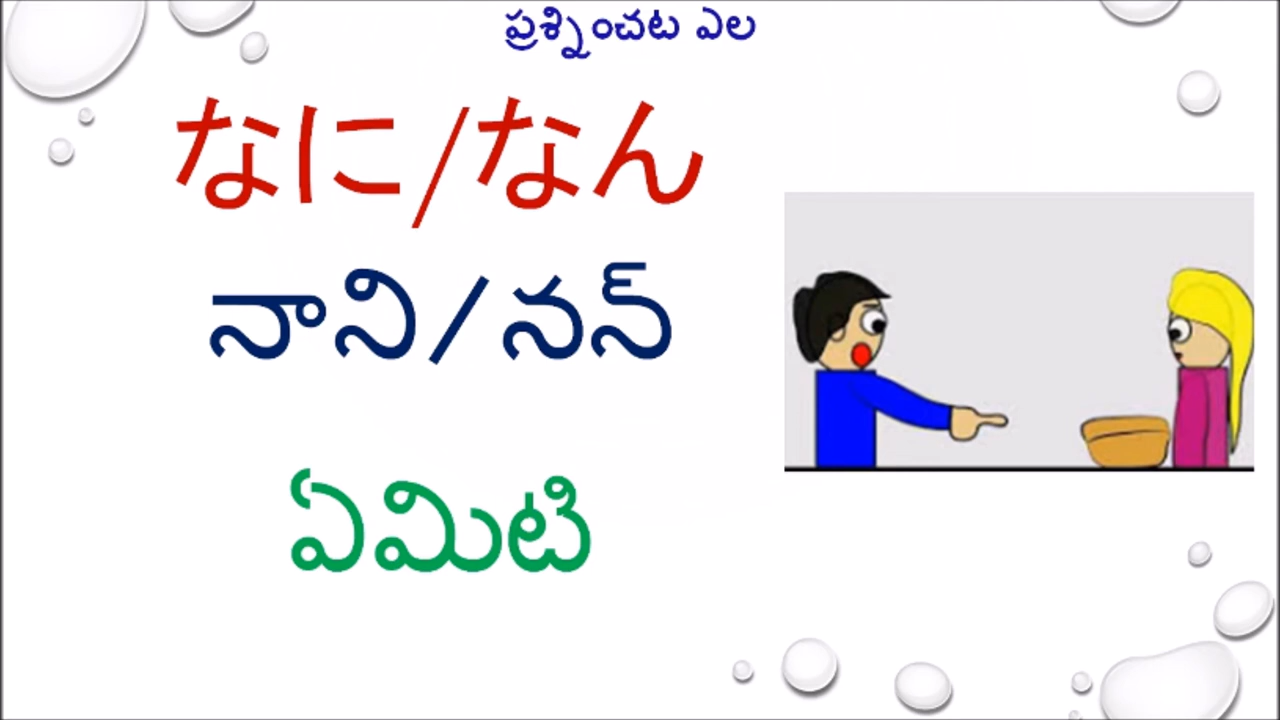 ప్రశ్నించట ఎల
なに/なん
నాని/నన్
ఏమిటి